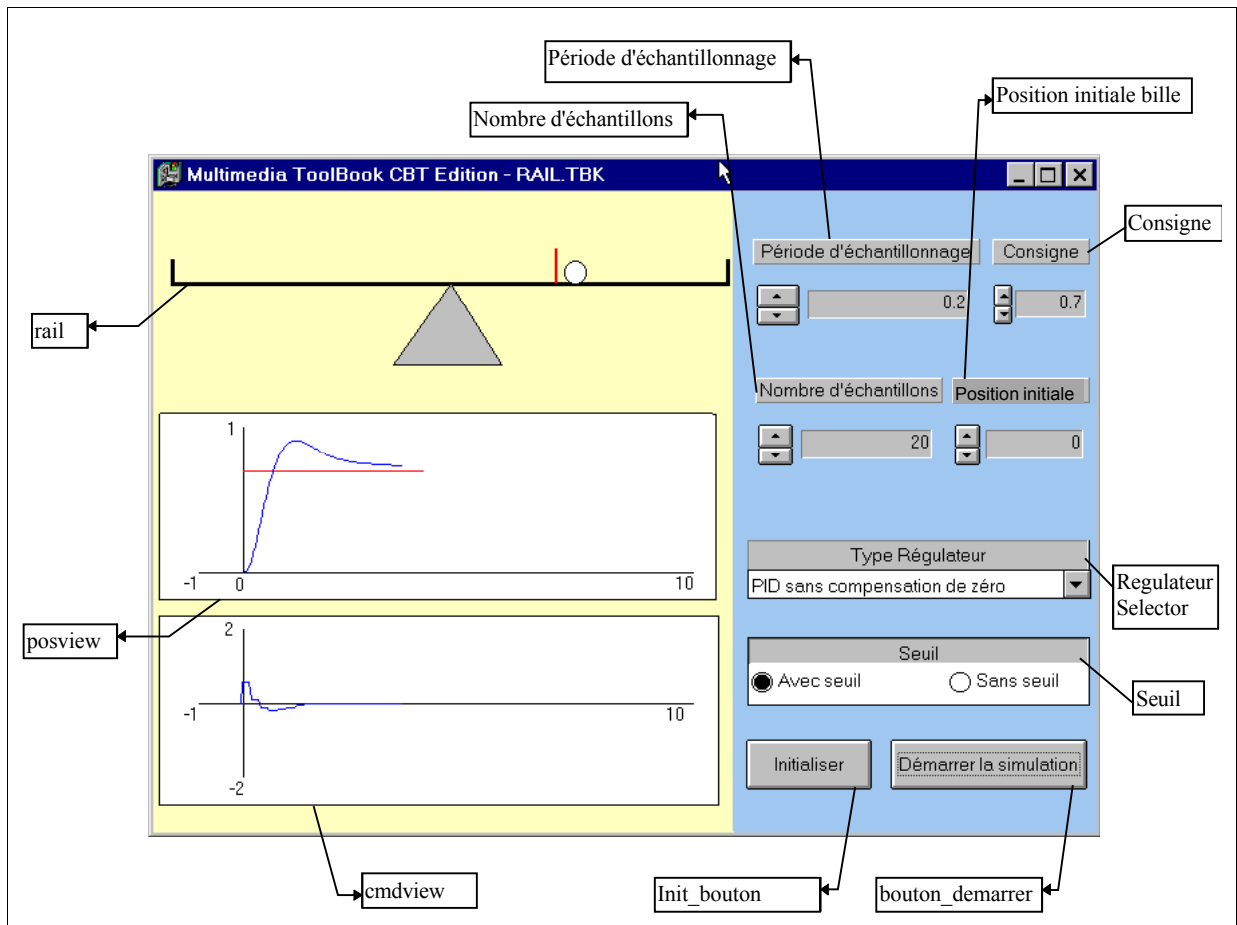 Période d'échantillonnage
Position initiale bille
Nombre d'échantillons
Multimedia ToolBook CBT Edition - RAIL.TBK
Consigne
Période d'échantillonnage
Consigne
0.2
0.7
rail
Nombre d'échantillons
Position initiale
20
0
1
-1
0
10
Type Régulateur
PID sans compensation de zéro
Regulateur
Selector
posview
2
-1
10
-2
Seuil
Avec seuil
Sans seuil
Seuil
Initialiser
Démarrer la simulation
cmdview
Init_bouton
bouton_demarrer